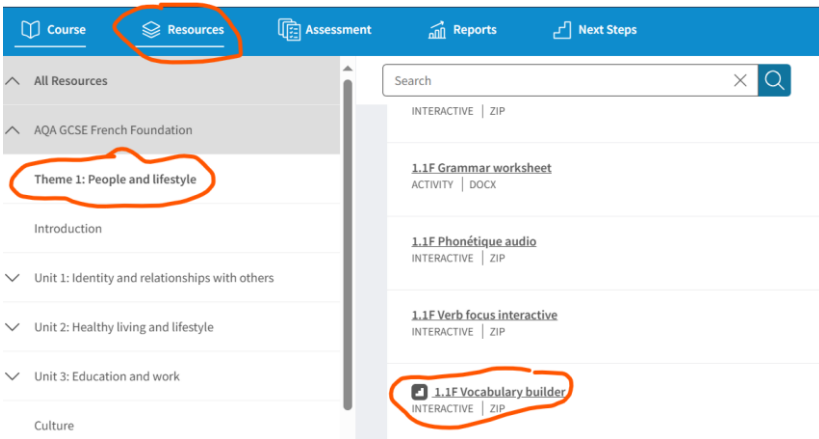 Course Resources Assessment Reports Next Steps
All Resources
AQA GCSE French Foundation
Theme 1: People and lifestyle
Introduction
Unit 1: Identity and relationships with others
Unit 2: Healthy living and lifestyle
Unit 3: Education and work
Culture
Search
INTERACTIVE | ZIP
1.1F Grammar worksheet
ACTIVITY | DOCX
1.1F Phonétique audio
INTERACTIVE | ZIP
1.1F Verb focus interactive
INTERACTIVE | ZIP
1.1F Vocabulary builder
INTERACTIVE | ZIP